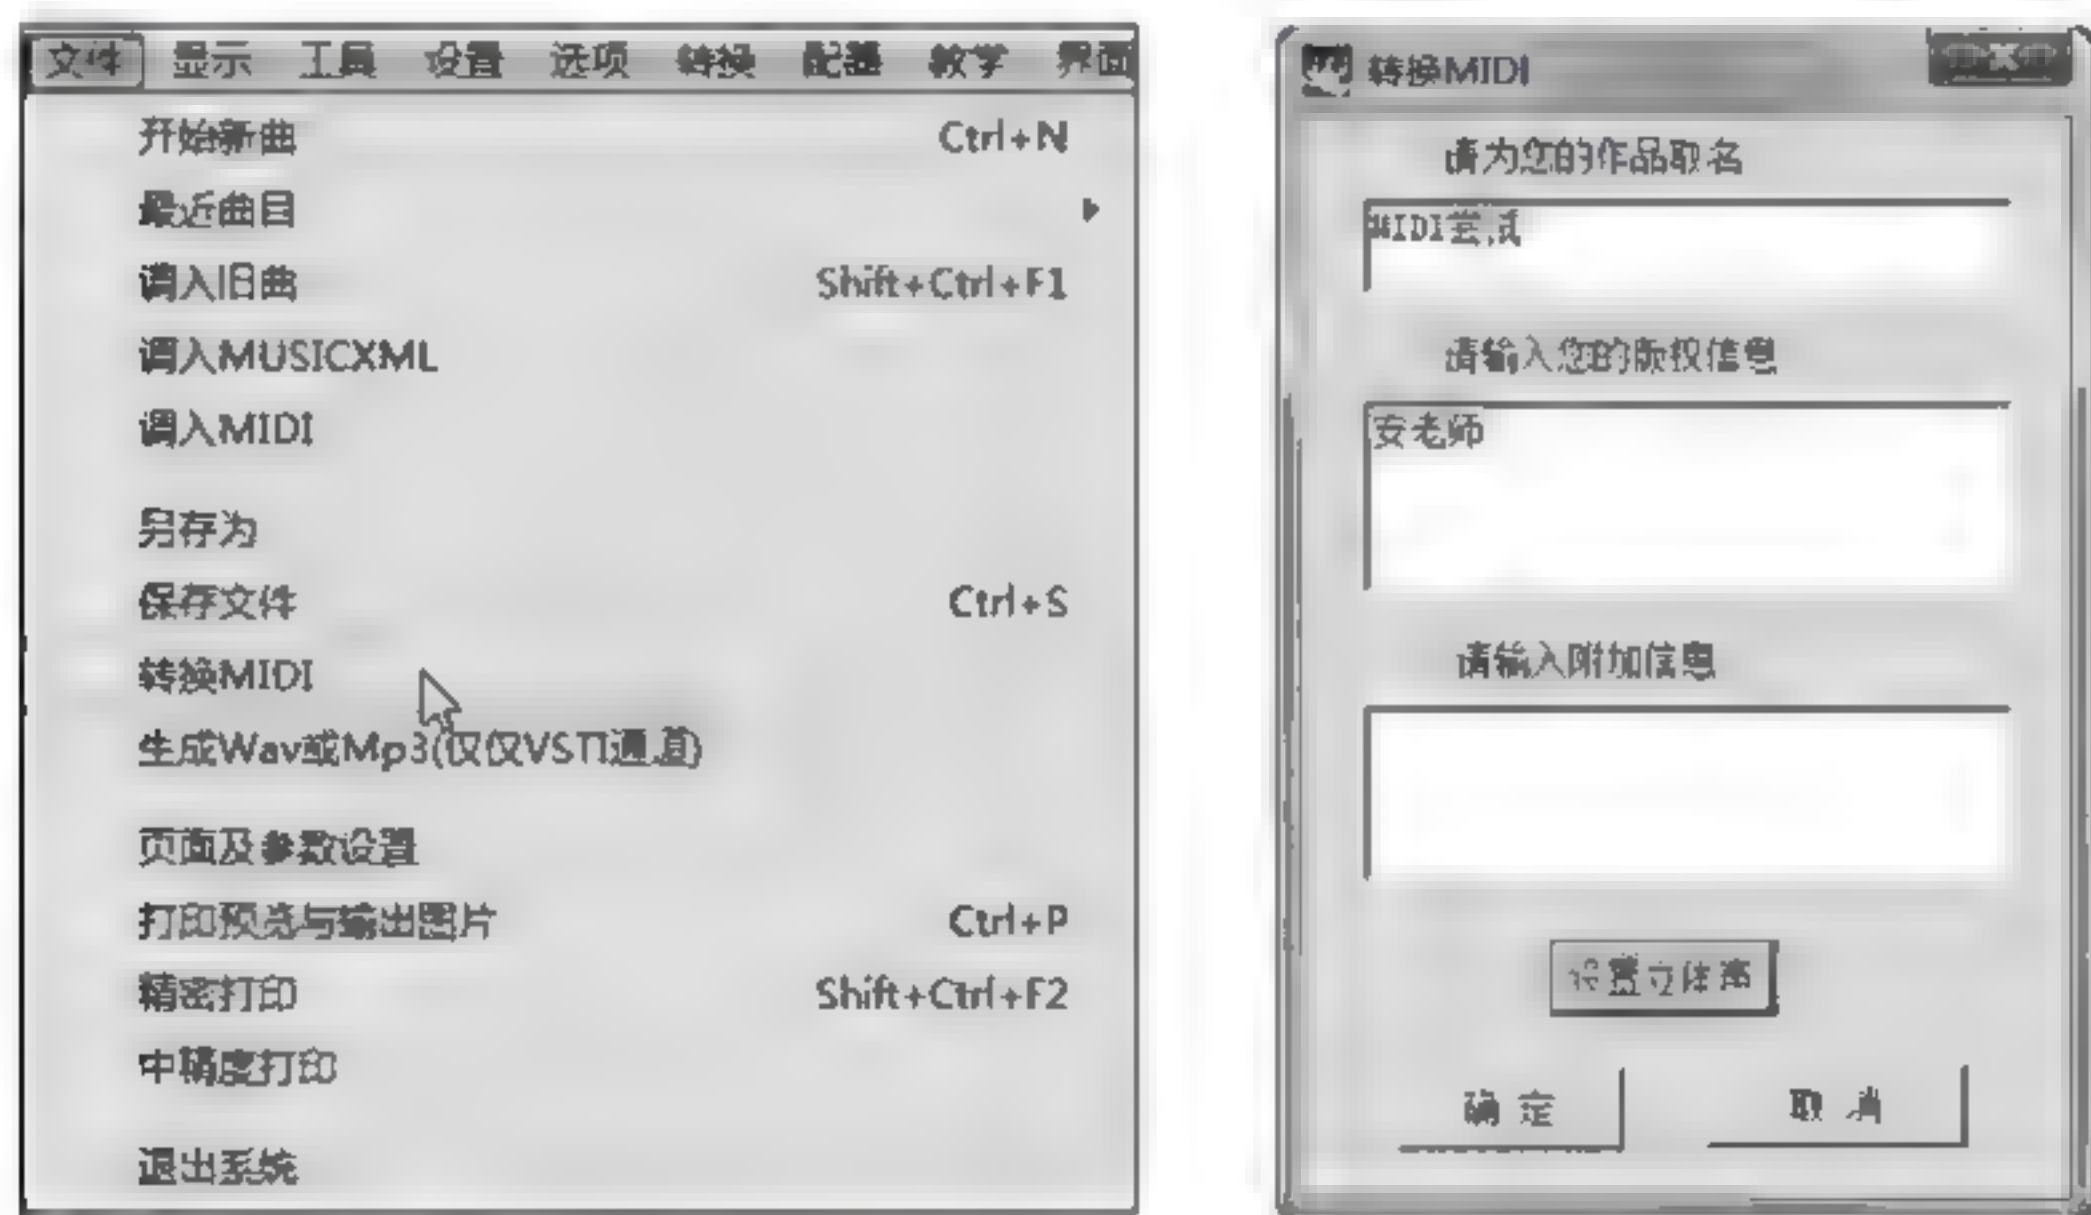 文件 显示 工具 设置 选项 转换 配器 教学 界面
开始新曲 Ctrl+N
最近曲目
调入旧曲 Shift+Ctrl+F1
调入MUSICXML
调入MIDI
另存为
保存文件 Ctrl+S
转换MIDI
生成Wav或Mp3(仅仅VSTI通道)
页面及参数设置
打印预览与输出图片 Ctrl+P
精密打印 Shift+Ctrl+F2
中精度打印
退出系统
转换MIDI
请为您的作品取名
MIDI尝试
请输入您的版权信息
安老师
请输入附加信息
设置立体声
确定 取消